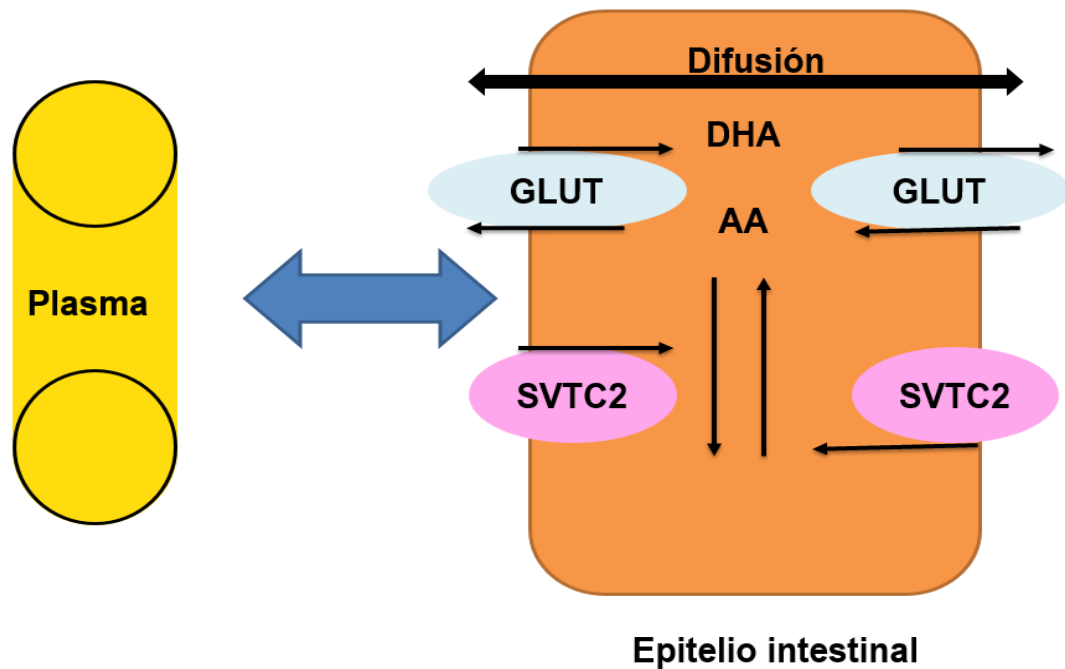 Difusión
DHA
GLUT
GLUT
AA
Plasma
SVTC2
SVTC2
Epitelio intestinal